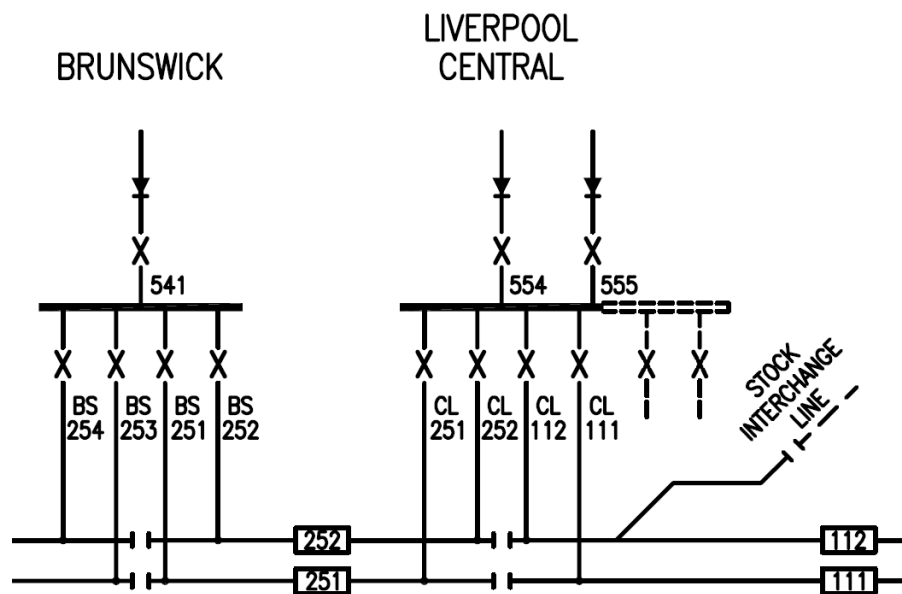 BRUNSWICK
LIVERPOOL
CENTRAL
541
554
555
BS
254
BS
253
BS
251
BS
252
CL
251
CL
252
CL
112
CL
111
STOCK
INTERCHANGE
LINE
252
112
251
111